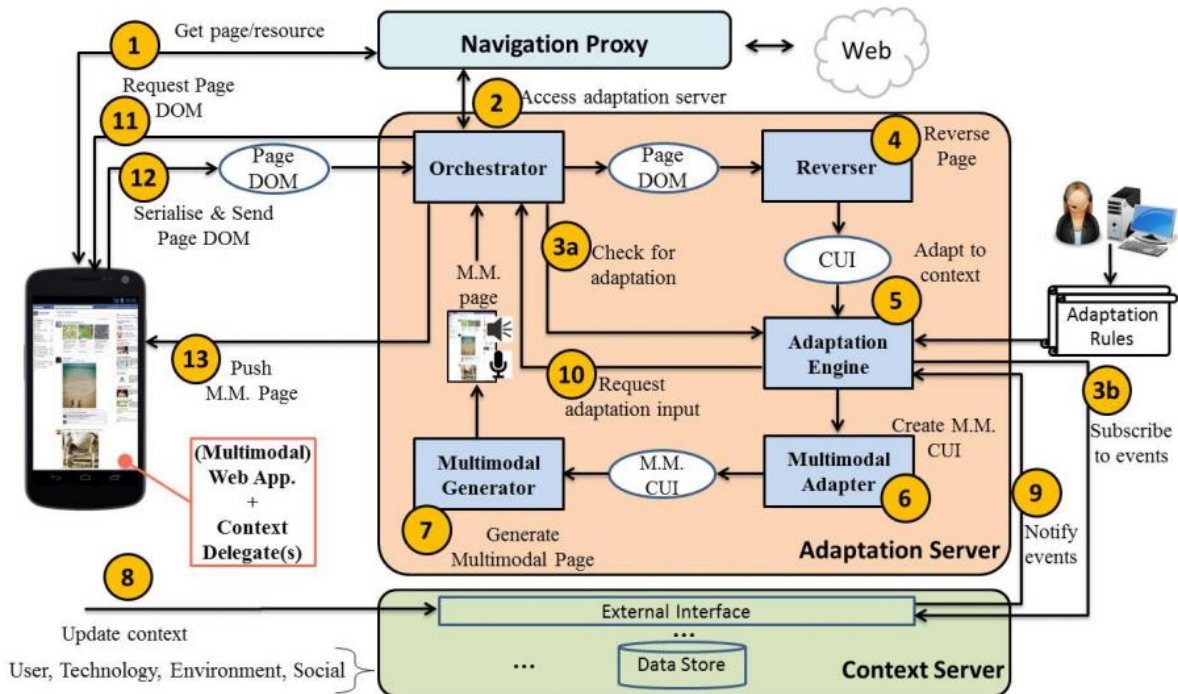 1
Get page/resource
Navigation Proxy
Web
Request Page
DOM
2
Access adaptation server
11
12
Page
DOM
Serialise & Send
Page DOM
Orchestrator
Page
DOM
Reverser
4
Reverse
Page
3a
Check for
adaptation
CUI
Adapt to
context
5
M.M.
page
Adaptation
Engine
Adaptation
Rules
13
Push
M.M. Page
10
Request
adaptation input
3b
Subscribe
to events
Create M.M.
CUI
(Multimodal)
Web App.
+
Context
Delegate(s)
Multimodal
Generator
M.M.
CUI
Multimodal
Adapter
6
7
Generate
Multimodal Page
Adaptation Server
9
Notify
events
8
Update context
External Interface
...
User, Technology, Environment, Social
...
Data Store
Context Server